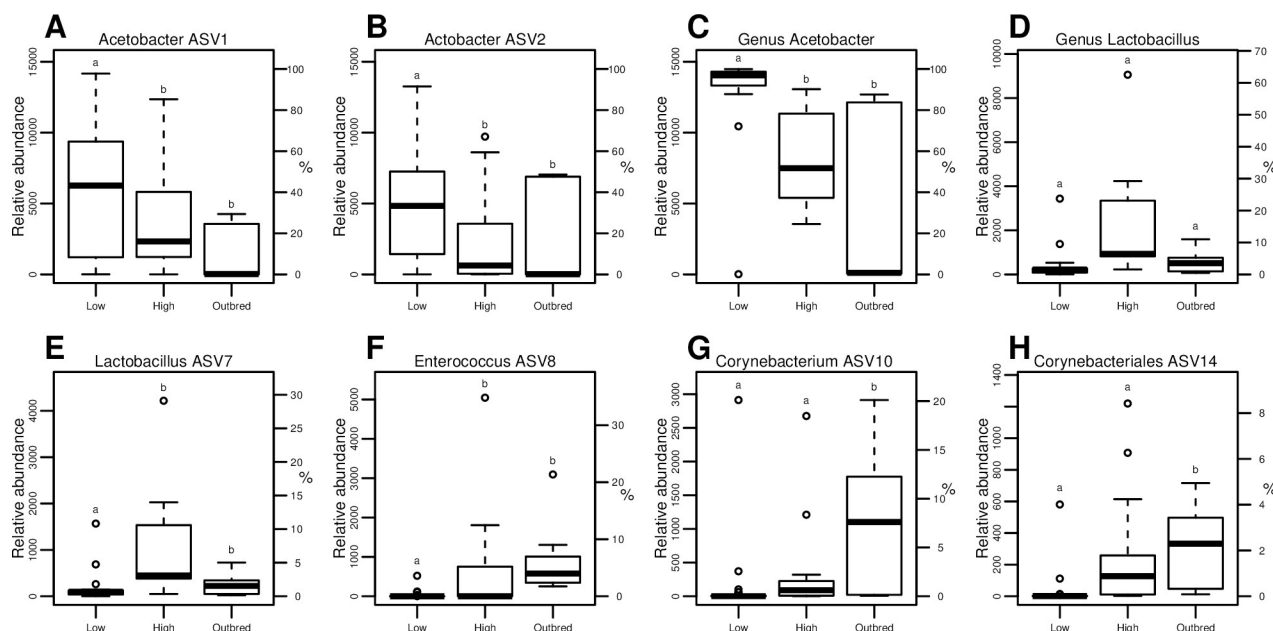 A
Acetobacter ASV1
Relative abundance
0
5000
10000
15000
a
b
b
0
20
40
60
80
100
%
Low
High
Outbred
B
Actobacter ASV2
Relative abundance
0
5000
10000
15000
a
b
b
0
20
40
60
80
100
%
Low
High
Outbred
C
Genus Acetobacter
Relative abundance
0
5000
10000
15000
a
b
b
0
20
40
60
80
100
%
Low
High
Outbred
D
Genus Lactobacillus
Relative abundance
0
2000
4000
6000
8000
10000
a
a
a
0
10
20
30
40
50
60
70
%
Low
High
Outbred
E
Lactobacillus ASV7
Relative abundance
0
1000
2000
3000
4000
a
b
b
0
5
10
15
20
25
30
%
Low
High
Outbred
F
Enterococcus ASV8
Relative abundance
0
1000
2000
3000
4000
5000
a
b
b
0
10
20
30
%
Low
High
Outbred
G
Corynebacterium ASV10
Relative abundance
0
500
1000
1500
2000
2500
3000
a
a
b
0
5
10
15
20
%
Low
High
Outbred
H
Corynebacteriales ASV14
Relative abundance
0
200
400
600
800
1000
1400
a
a
b
0
2
4
6
8
%
Low
High
Outbred